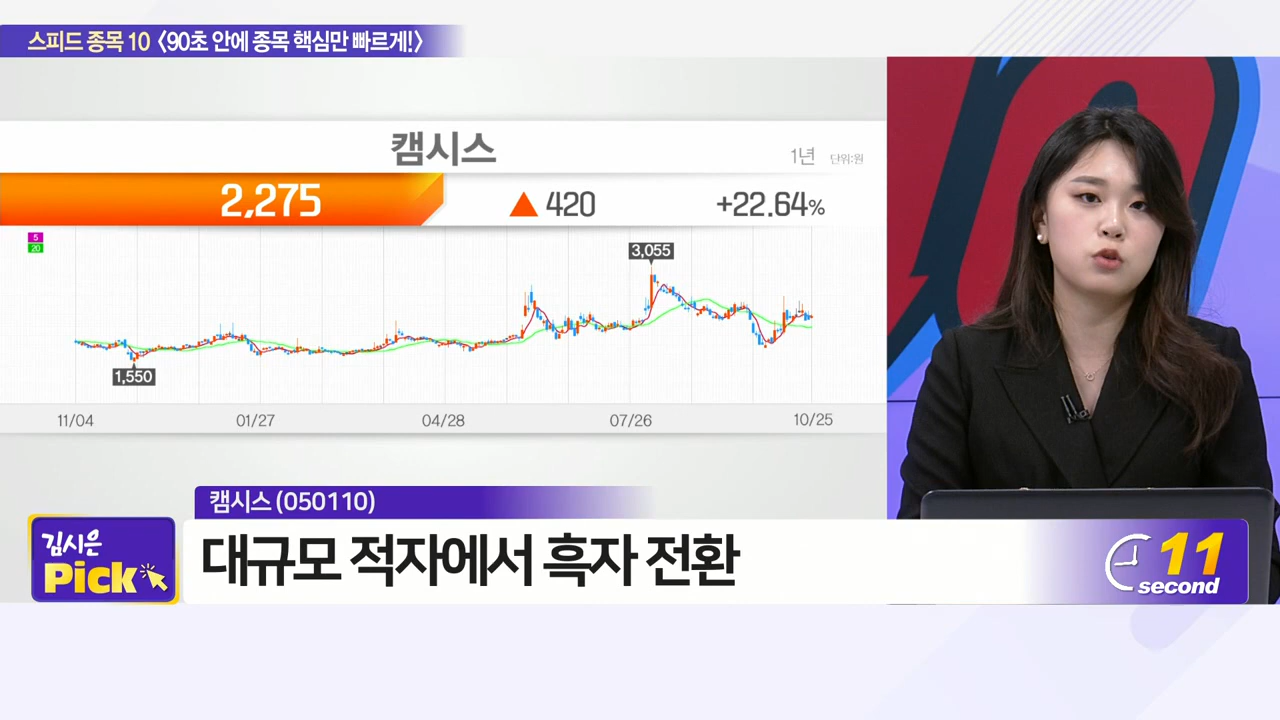 스피드 종목 10 〈90초 안에 종목 핵심만 빠르게!〉
캠시스
1년 단위:원
2,275 ▲ 420 +22.64%
5
20
3,055
1,550
11/04 01/27 04/28 07/26 10/25
캠시스 (050110)
김시은
Pick
대규모 적자에서 흑자 전환
11
second